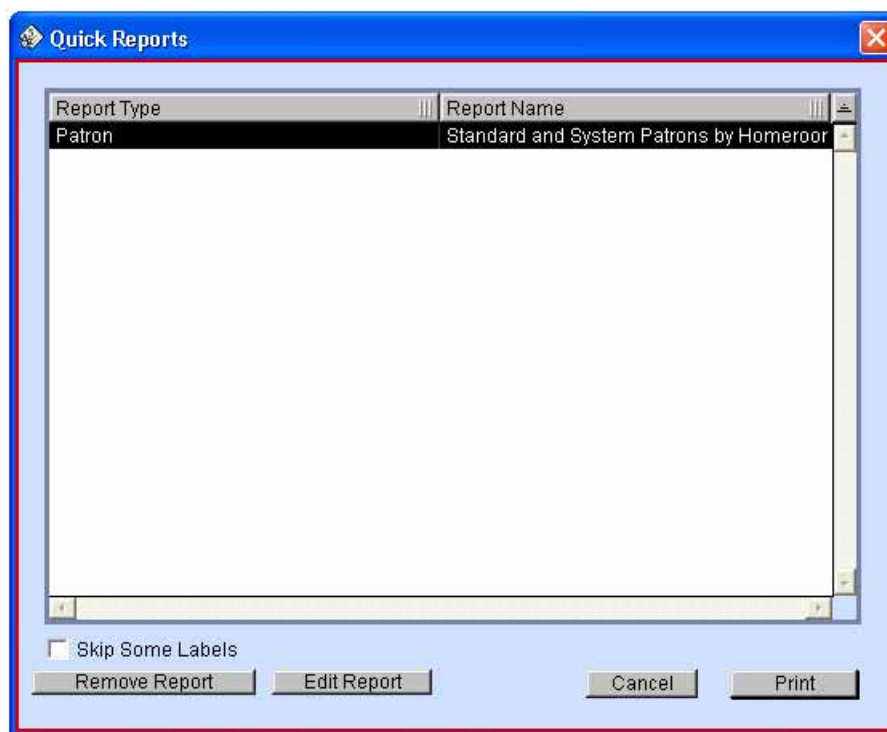 Quick Reports
Report Type Report Name
Patron Standard and System Patrons by Homeroor
Skip Some Labels
Remove Report Edit Report Cancel Print